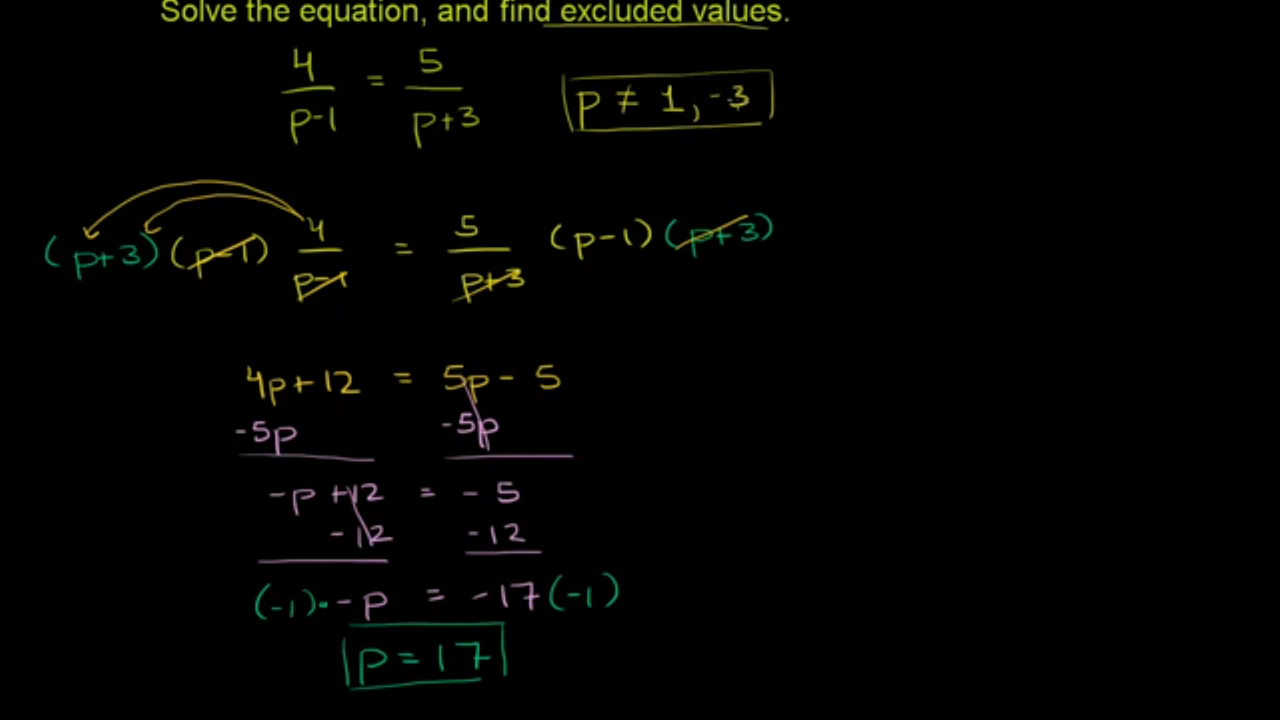 Solve the equation, and find excluded values.
4/(p-1) = 5/(p+3)    p ≠ 1, -3
(p+3)(p-1) 4/(p-1) = 5/(p+3) (p-1)(p+3)
4p+12 = 5p-5
-5p    -5p
-p+12 = -5
-12    -12
(-1)·-p = -17(-1)
p=17